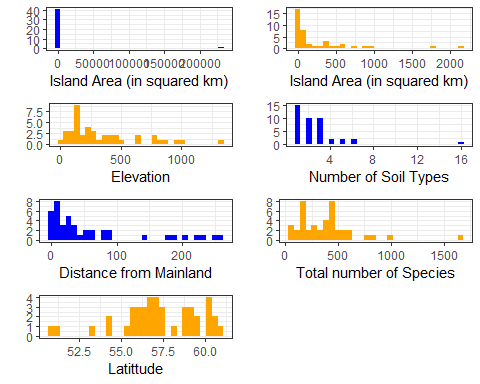 40
30
20
10
0
0 50000 100000 150000 200000
Island Area (in squared km)
15
10
5
0
0 500 1000 1500 2000
Island Area (in squared km)
7.5
5.0
2.5
0.0
0 500 1000
Elevation
15
10
5
0
4 8 12 16
Number of Soil Types
8
6
4
2
0
0 100 200
Distance from Mainland
8
6
4
2
0
0 500 1000 1500
Total number of Species
4
3
2
1
0
52.5 55.0 57.5 60.0
Latittude